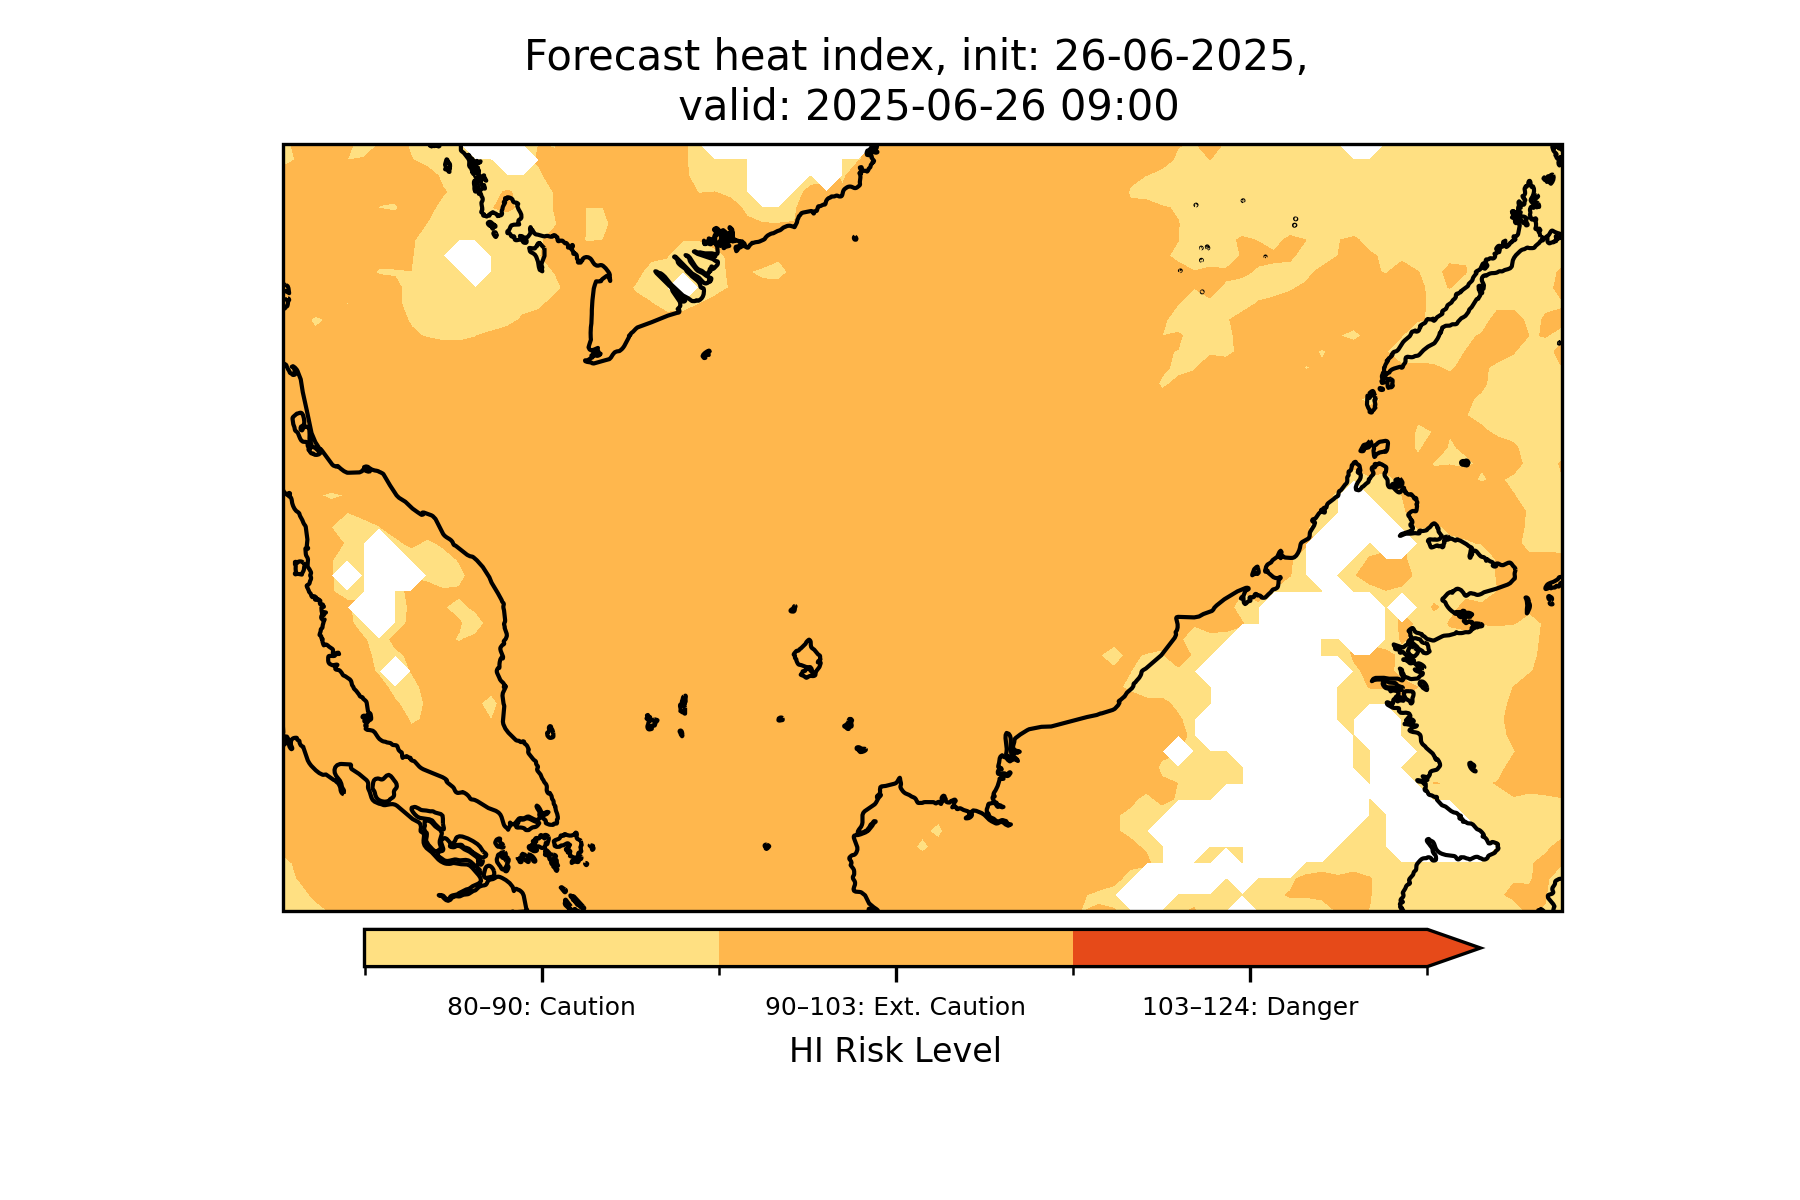 Forecast heat index, init: 26-06-2025,
valid: 2025-06-26 09:00
80–90: Caution
90–103: Ext. Caution
103–124: Danger
HI Risk Level